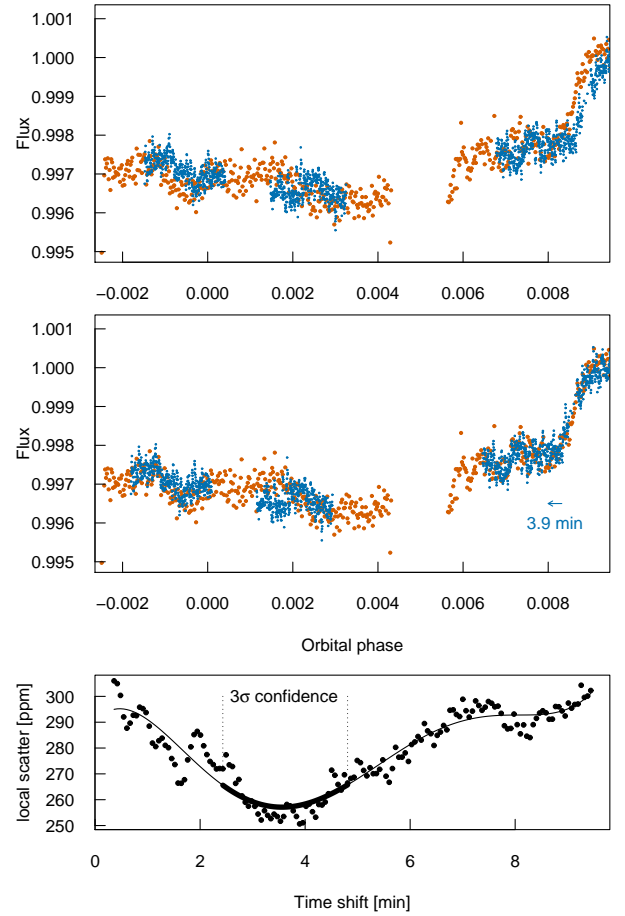 1.001
1.000
0.999
0.998
0.997
0.996
0.995
Flux
−0.002 0.000 0.002 0.004 0.006 0.008
1.001
1.000
0.999
0.998
0.997
0.996
0.995
Flux
←
3.9 min
−0.002 0.000 0.002 0.004 0.006 0.008
Orbital phase
300
290
280
270
260
250
local scatter [ppm]
3σ confidence
0 2 4 6 8
Time shift [min]